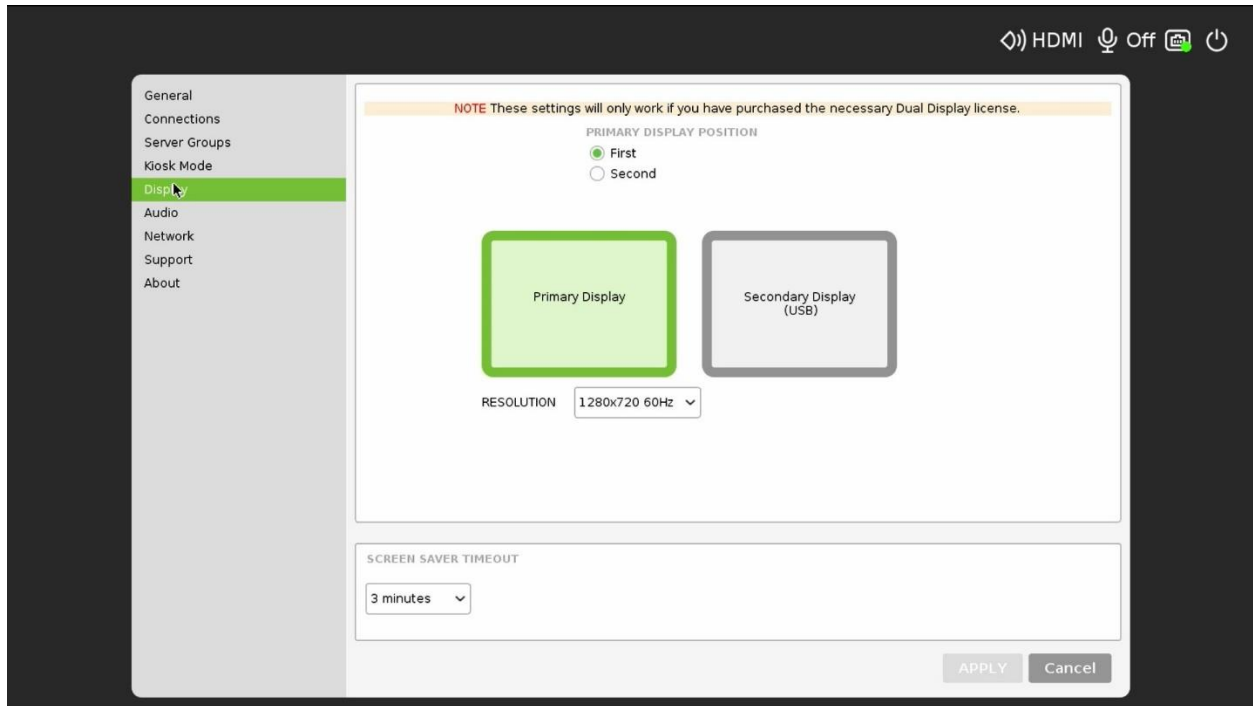 HDMI Off
General
Connections
Server Groups
Kiosk Mode
Display
Audio
Network
Support
About
NOTE These settings will only work if you have purchased the necessary Dual Display license.
PRIMARY DISPLAY POSITION
First
Second
Primary Display
Secondary Display
(USB)
RESOLUTION 1280x720 60Hz
SCREEN SAVER TIMEOUT
3 minutes
APPLY Cancel